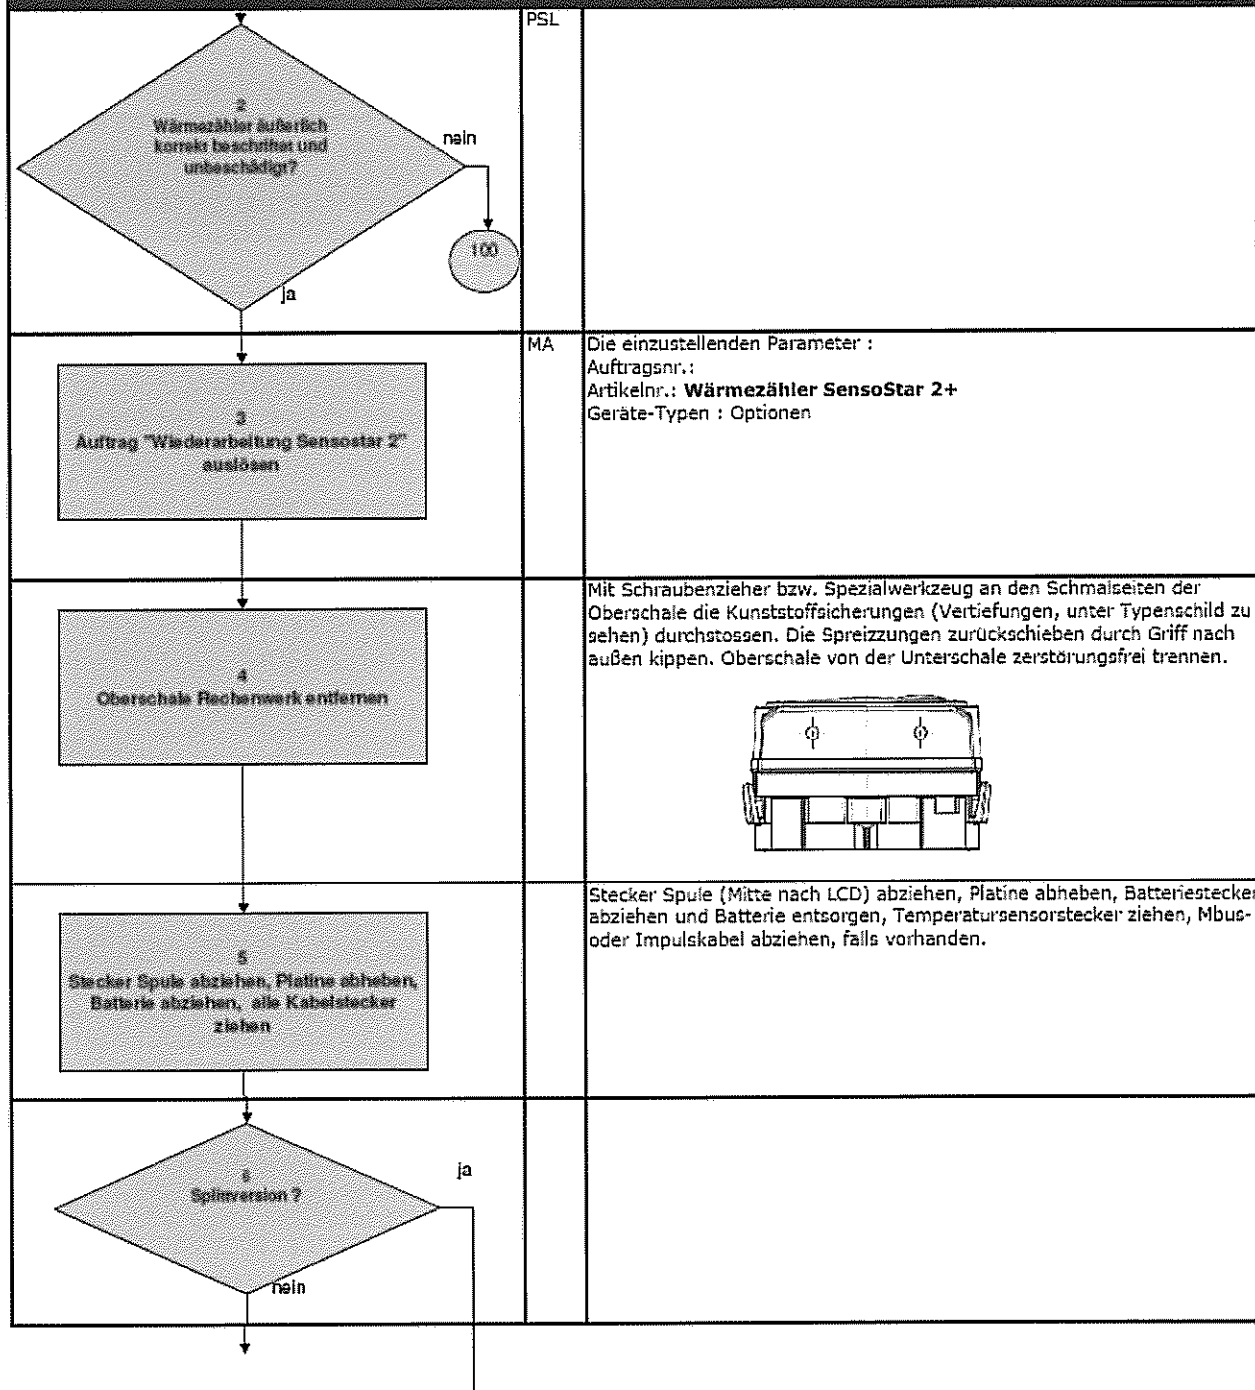 PSL
2
Wärmezähler äußerlich
korrekt beschriftet und
unbeschädigt?
nein
100
ja
MA
Die einzustellenden Parameter :
Auftragsnr.:
Artikelnr.: Wärmezähler SensoStar 2+
Geräte-Typen : Optionen
3
Auftrag "Wiederarbeitung Sensostar 2"
auslösen
Mit Schraubenzieher bzw. Spezialwerkzeug an den Schmalseiten der
Oberschale die Kunststoffsicherungen (Vertiefungen, unter Typenschild zu
sehen) durchstossen. Die Spreizzungen zurückschieben durch Griff nach
außen kippen. Oberschale von der Unterschale zerstörungsfrei trennen.
4
Oberschale Rechenwerk entfernen
Stecker Spule (Mitte nach LCD) abziehen, Platine abheben, Batteriestecker
abziehen und Batterie entsorgen, Temperatursensorstecker ziehen, Mbus-
oder Impulskabel abziehen, falls vorhanden.
5
Stecker Spule abziehen, Platine abheben,
Batterie abziehen, alle Kabelstecker
ziehen
6
Splitversion ?
ja
nein